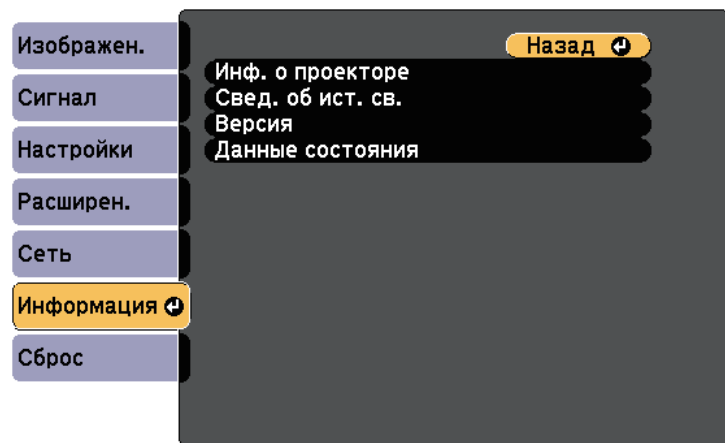 Изображен.
Сигнал
Настройки
Расширен.
Сеть
Информация
Сброс
Назад
Инф. о проекторе
Свед. об ист. св.
Версия
Данные состояния